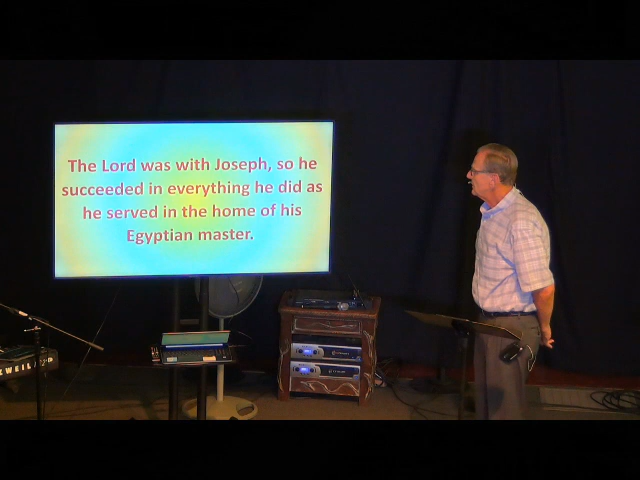 The Lord was with Joseph, so he
succeeded in everything he did as
he served in the home of his
Egyptian master.